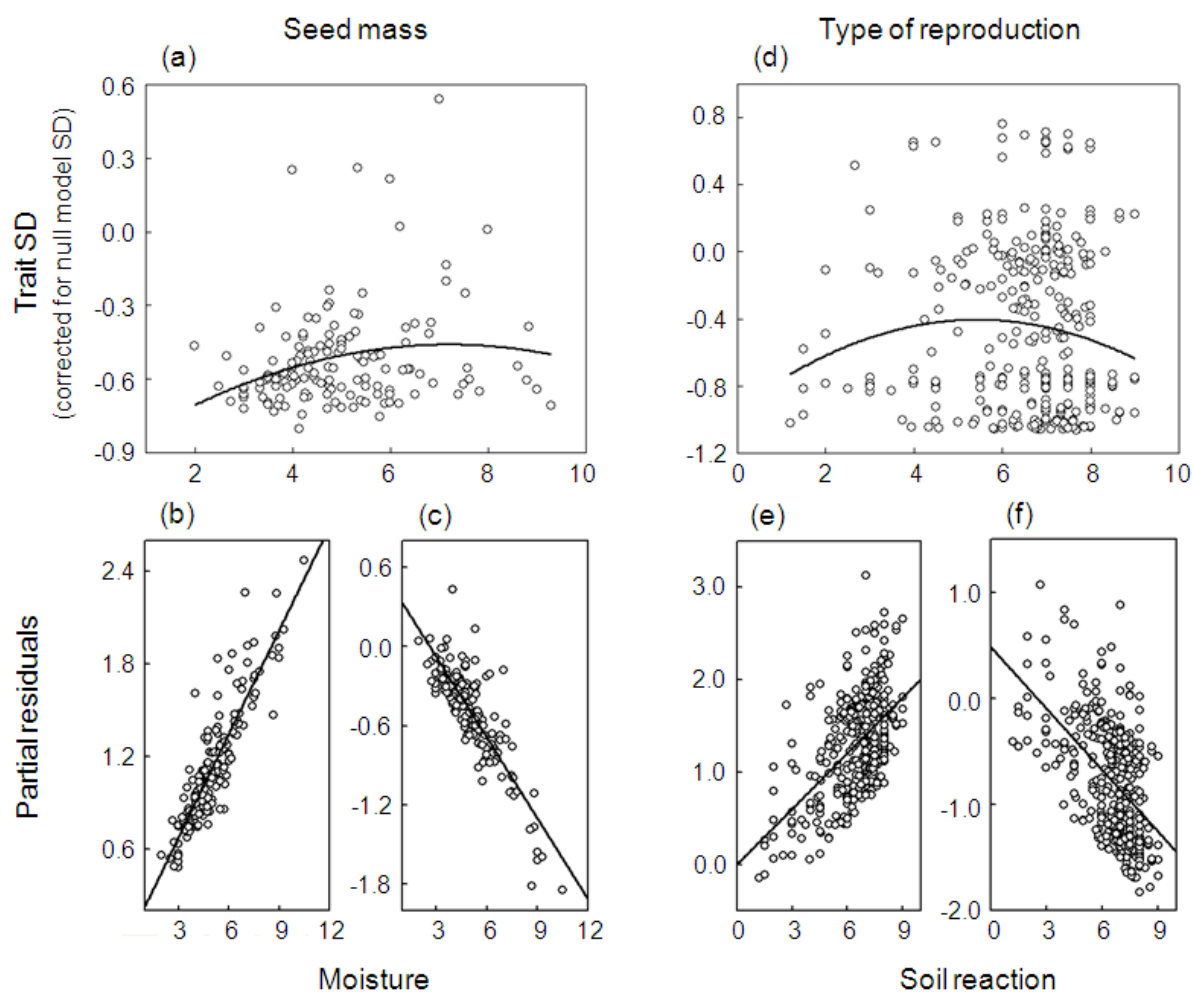 Seed mass
Type of reproduction
(a)
(d)
Trait SD
(corrected for null model SD)
0.6
0.3
0.0
-0.3
-0.6
-0.9
2 4 6 8 10
0.8
0.4
0.0
-0.4
-0.8
-1.2
0 2 4 6 8 10
(b)
(c)
(e)
(f)
Partial residuals
2.4
1.8
1.2
0.6
3 6 9 12
0.6
0.0
-0.6
-1.2
-1.8
3 6 9 12
3.0
2.0
1.0
0.0
0 3 6 9
1.0
0.0
-1.0
-2.0
0 3 6 9
Moisture
Soil reaction